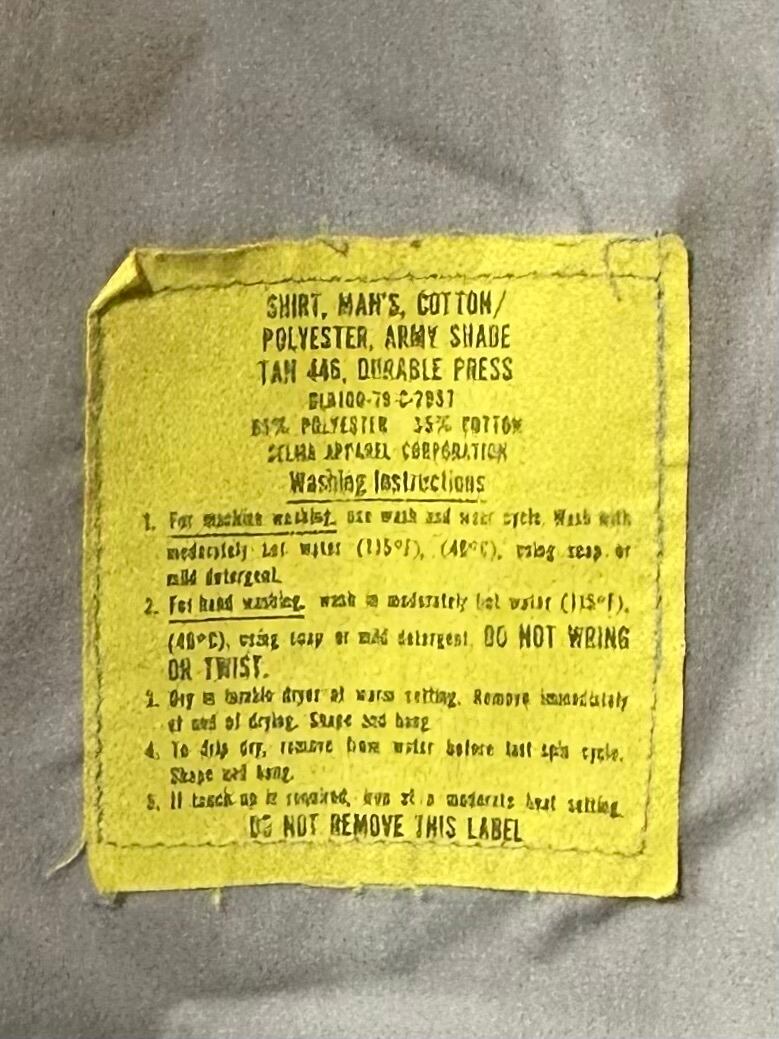 SHIRT, MAN'S, COTTON/
POLYESTER, ARMY SHADE
TAN 446, DURABLE PRESS
65% POLYESTER 35% COTTON
SELMA APPAREL CORPORATION
Washing Instructions
1. For machine washing, use wash and wear cycle. Wash with
moderately hot water (115°F), (46°C), using soap or
mild detergent.
2. For hand washing, wash in moderately hot water (115°F),
(46°C), using soap or mild detergent. DO NOT WRING
OR TWIST.
3. Dry in tumble dryer at warm setting. Remove immediately
at end of drying. Shape and hang
4. To drip dry, remove from water before last spin cycle.
Shape and hang.
5. If touch up is required, iron at a moderate heat setting.
DO NOT REMOVE THIS LABEL